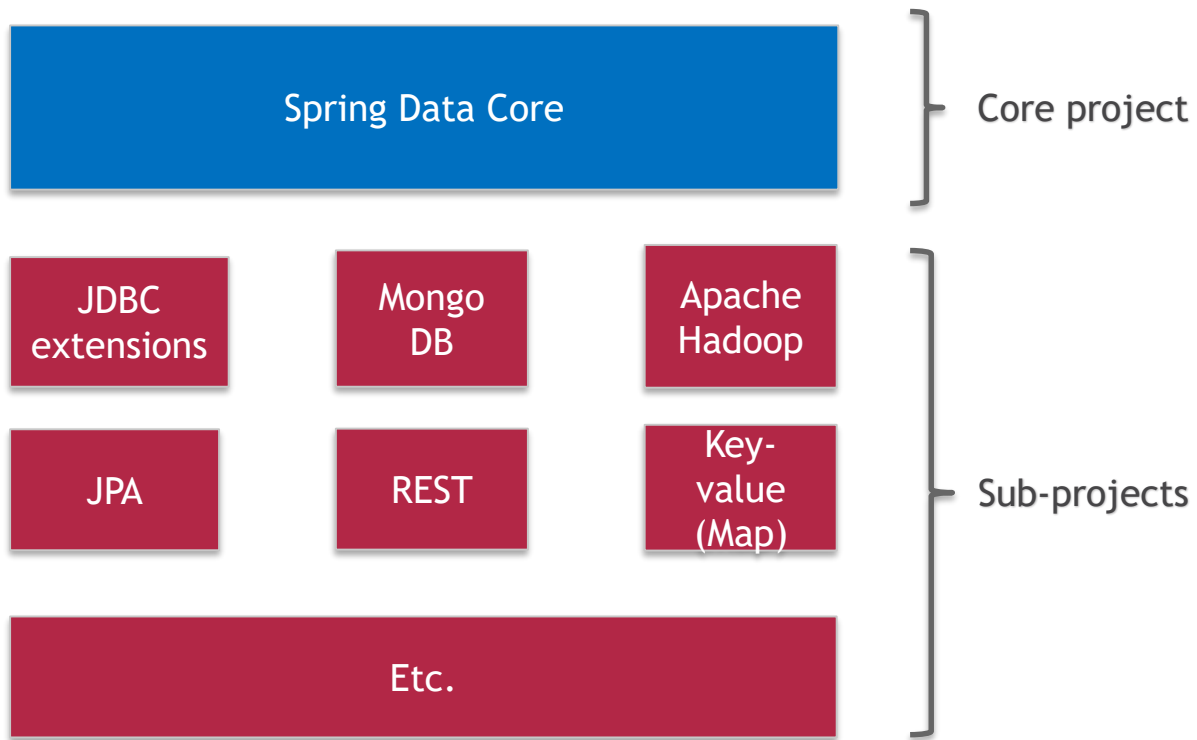 Spring Data Core
Core project
JDBC
extensions
Mongo
DB
Apache
Hadoop
JPA
REST
Key-
value
(Map)
Sub-projects
Etc.